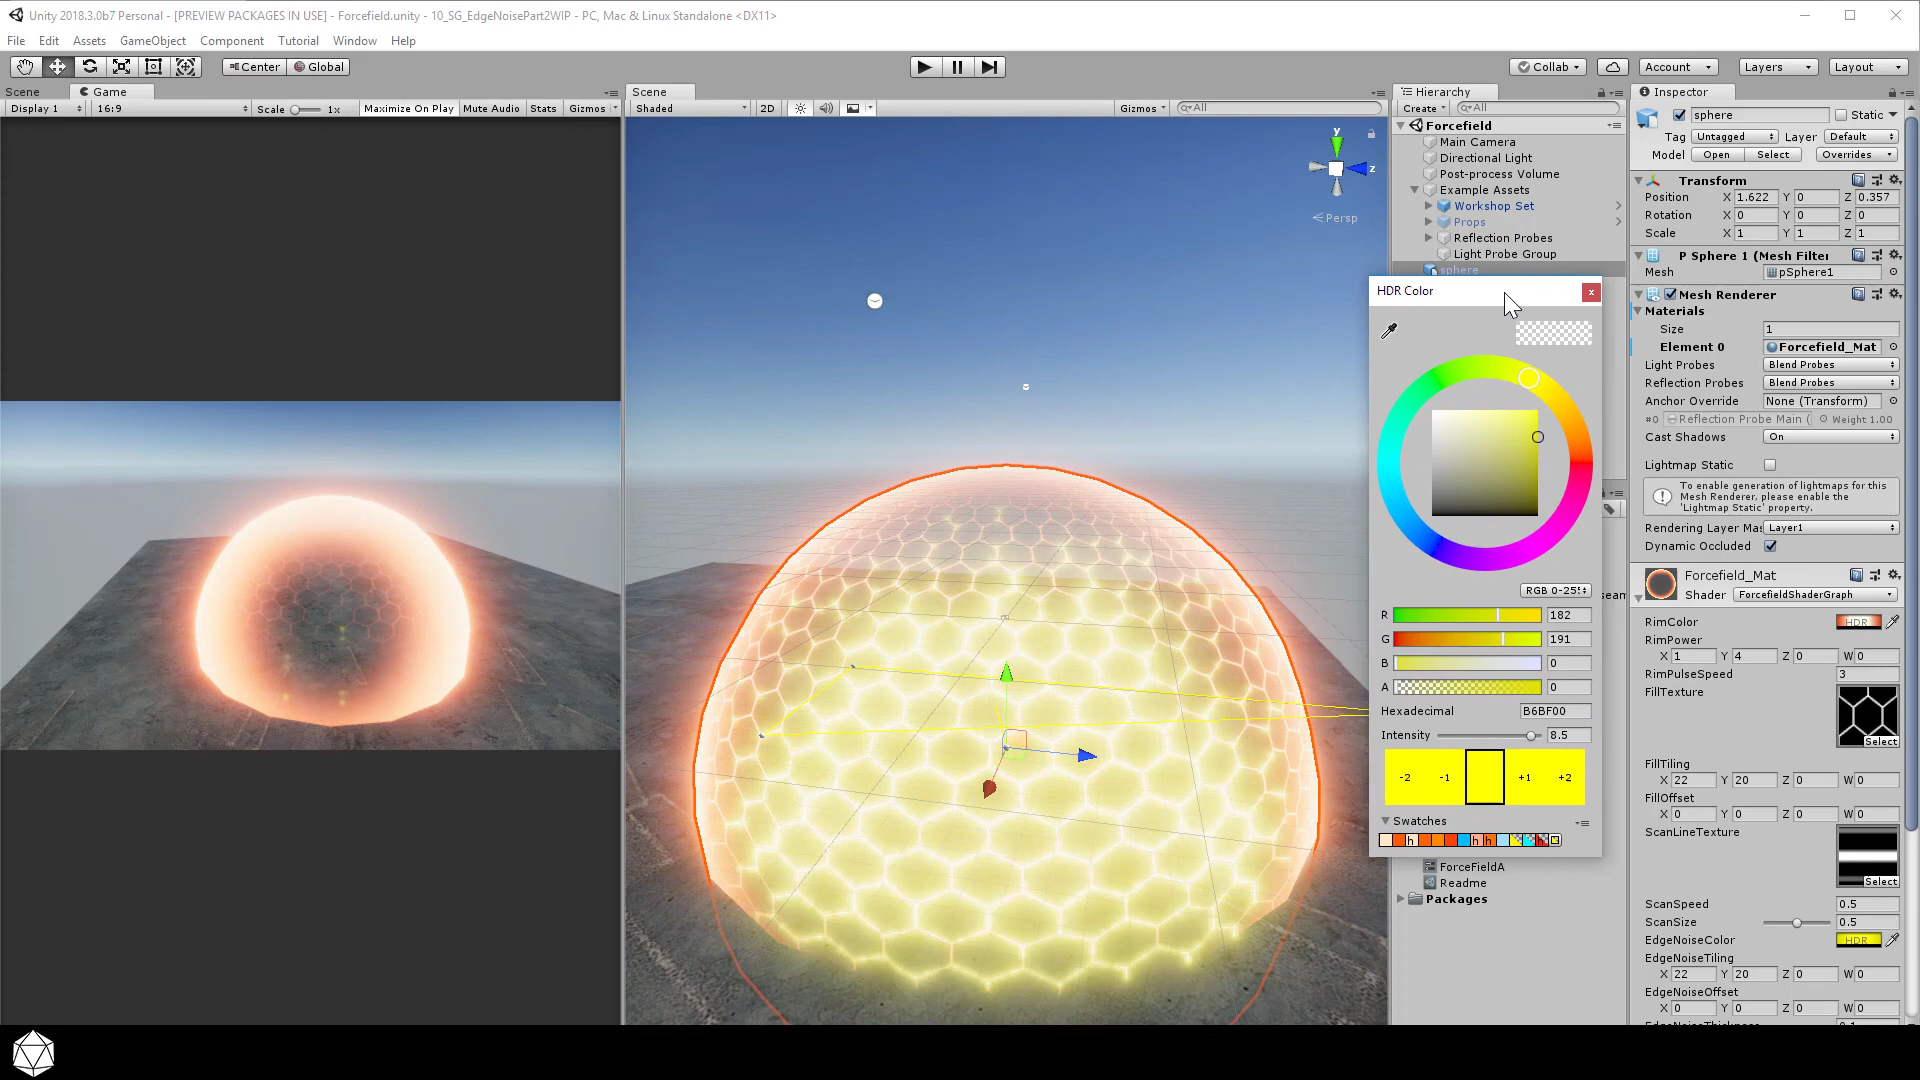 Unity 2018.3.0b7 Personal - [PREVIEW PACKAGES IN USE] - Forcefield.unity - 10_SG_EdgeNoisePart2WIP - PC, Mac & Linux Standalone <DX11>
File Edit Assets GameObject Component Tutorial Window Help
Center Global Collab Account Layers Layout
Scene Game
Display 1 16:9 Scale 1x Maximize On Play Mute Audio Stats Gizmos
Scene
Shaded 2D Gizmos All
y
z
Persp
Hierarchy
Create All
Forcefield
Main Camera
Directional Light
Post-process Volume
Example Assets
Workshop Set
Props
Reflection Probes
Light Probe Group
sphere
ForceFieldA
Readme
Packages
HDR Color
RGB 0-255
R 182
G 191
B 0
A 0
Hexadecimal B6BF00
Intensity 8.5
-2 -1 +1 +2
Swatches
h h h h
Inspector
sphere Static
Tag Untagged Layer Default
Model Open Select Overrides
Transform
Position X 1.622 Y 0 Z 0.357
Rotation X 0 Y 0 Z 0
Scale X 1 Y 1 Z 1
P Sphere 1 (Mesh Filter
Mesh pSphere1
Mesh Renderer
Materials
Size 1
Element 0 Forcefield_Mat
Light Probes Blend Probes
Reflection Probes Blend Probes
Anchor Override None (Transform)
#0 Reflection Probe Main ( Weight 1.00
Cast Shadows On
Lightmap Static
To enable generation of lightmaps for this
Mesh Renderer, please enable the
'Lightmap Static' property.
Rendering Layer Mas Layer1
Dynamic Occluded
Forcefield_Mat
Shader ForcefieldShaderGraph
RimColor HDR
RimPower
X 1 Y 4 Z 0 W 0
RimPulseSpeed 3
FillTexture
Select
FillTiling
X 22 Y 20 Z 0 W 0
FillOffset
X 0 Y 0 Z 0 W 0
ScanLineTexture
Select
ScanSpeed 0.5
ScanSize 0.5
EdgeNoiseColor HDR
EdgeNoiseTiling
X 22 Y 20 Z 0 W 0
EdgeNoiseOffset
X 0 Y 0 Z 0 W 0